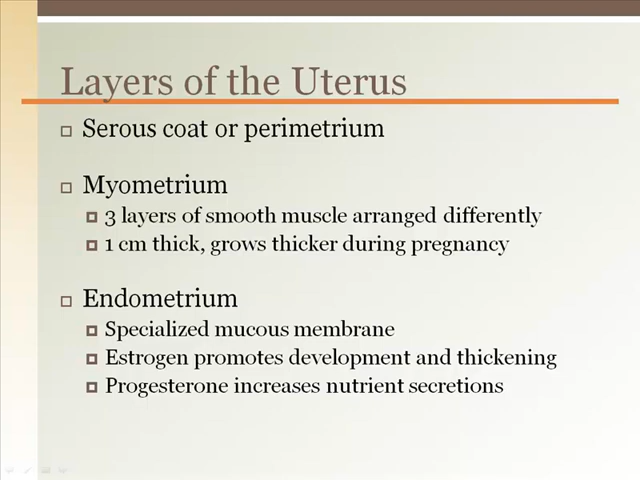 Layers of the Uterus
Serous coat or perimetrium
Myometrium
3 layers of smooth muscle arranged differently
1 cm thick, grows thicker during pregnancy
Endometrium
Specialized mucous membrane
Estrogen promotes development and thickening
Progesterone increases nutrient secretions